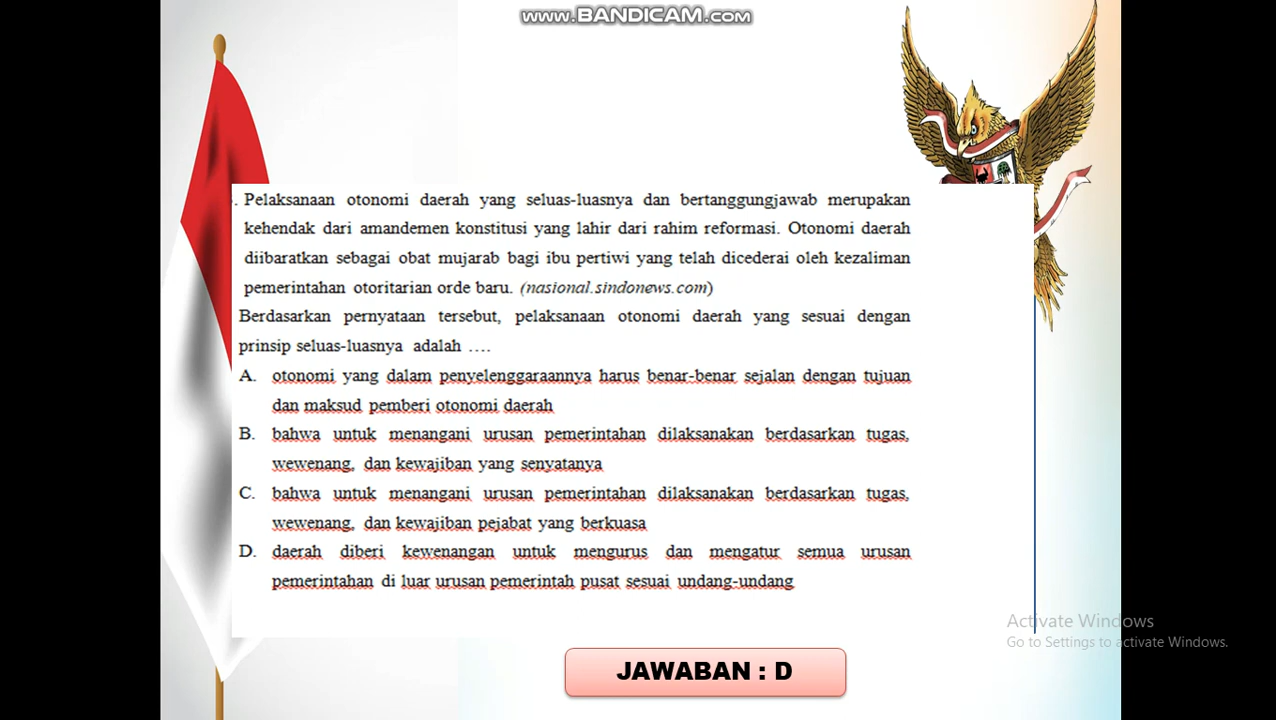 www.BANDICAM.com
. Pelaksanaan otonomi daerah yang seluas-luasnya dan bertanggungjawab merupakan
kehendak dari amandemen konstitusi yang lahir dari rahim reformasi. Otonomi daerah
diibaratkan sebagai obat mujarab bagi ibu pertiwi yang telah dicederai oleh kezaliman
pemerintahan otoritarian orde baru. (nasional.sindonews.com)
Berdasarkan pernyataan tersebut, pelaksanaan otonomi daerah yang sesuai dengan
prinsip seluas-luasnya adalah ....
A. otonomi yang dalam penyelenggaraannya harus benar-benar sejalan dengan tujuan
dan maksud pemberi otonomi daerah
B. bahwa untuk menangani urusan pemerintahan dilaksanakan berdasarkan tugas,
wewenang, dan kewajiban yang senyatanya
C. bahwa untuk menangani urusan pemerintahan dilaksanakan berdasarkan tugas,
wewenang, dan kewajiban pejabat yang berkuasa
D. daerah diberi kewenangan untuk mengurus dan mengatur semua urusan
pemerintahan di luar urusan pemerintah pusat sesuai undang-undang
Activate Windows
Go to Settings to activate Windows.
JAWABAN : D